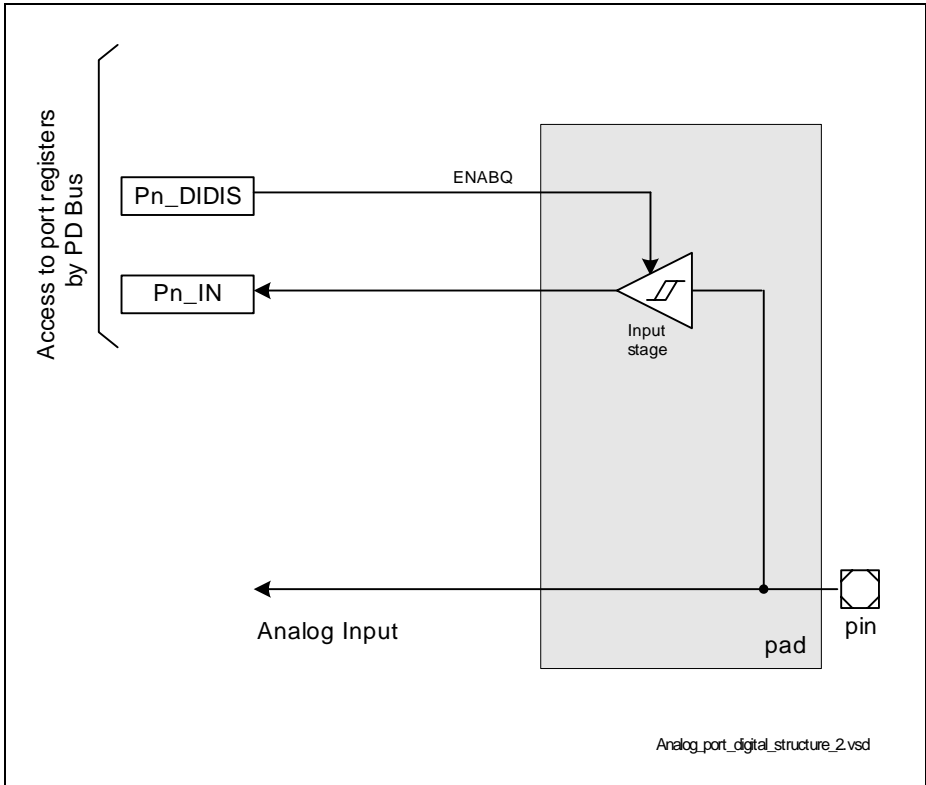 Access to port registers
by PD Bus
Pn_DIDIS
ENABQ
Pn_IN
Input
stage
Analog Input
pad
pin
Analog_port_digital_structure_2.vsd